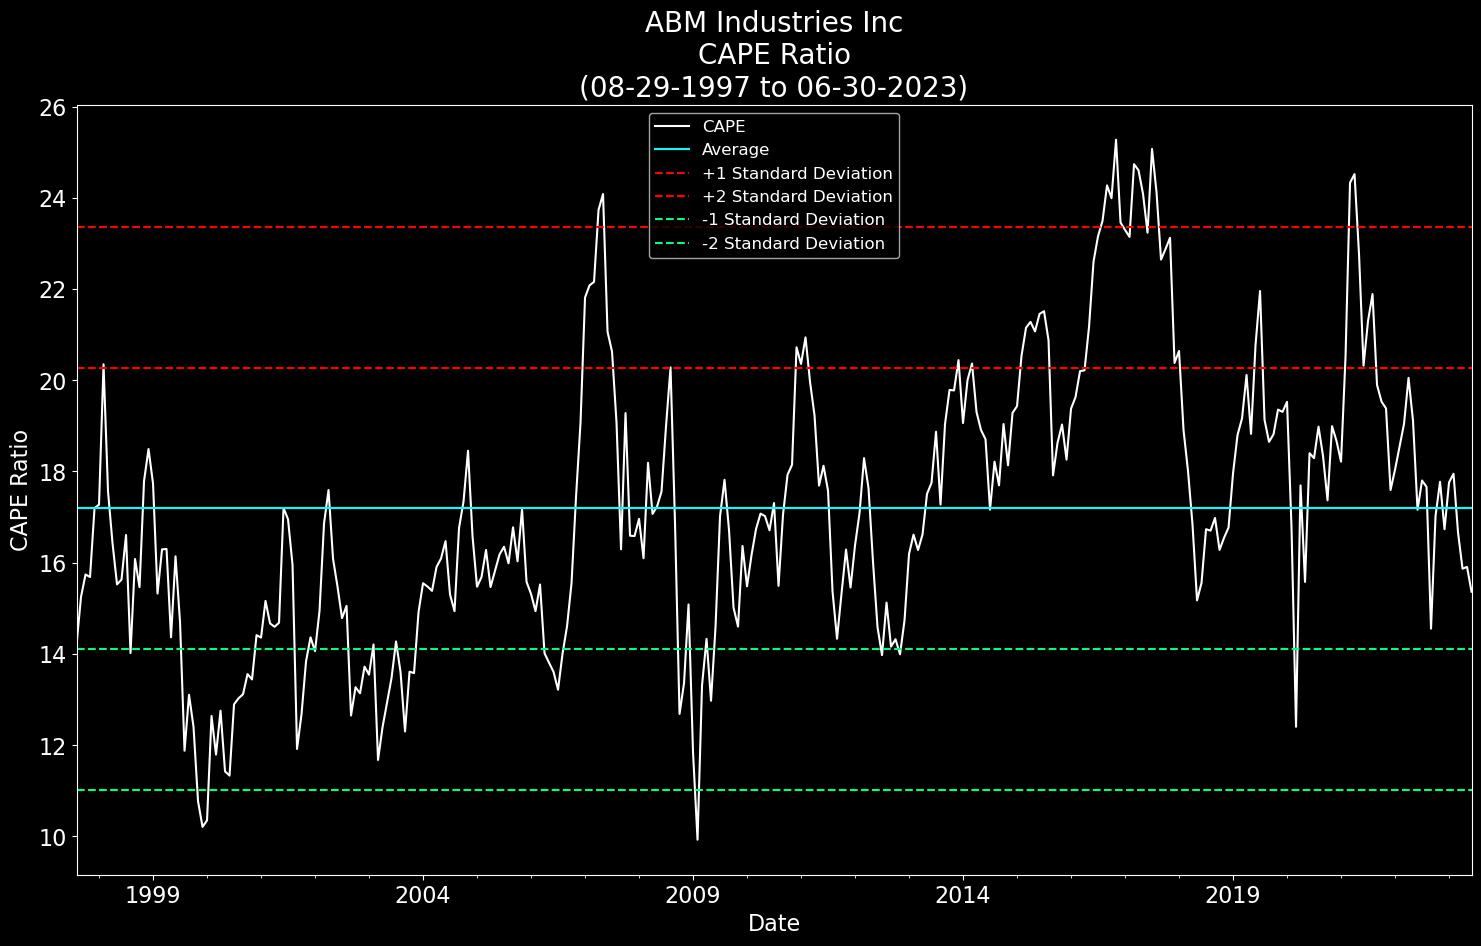 ABM Industries Inc
CAPE Ratio
(08-29-1997 to 06-30-2023)
CAPE
Average
+1 Standard Deviation
+2 Standard Deviation
-1 Standard Deviation
-2 Standard Deviation
CAPE Ratio
26
24
22
20
18
16
14
12
10
1999
2004
2009
2014
2019
Date